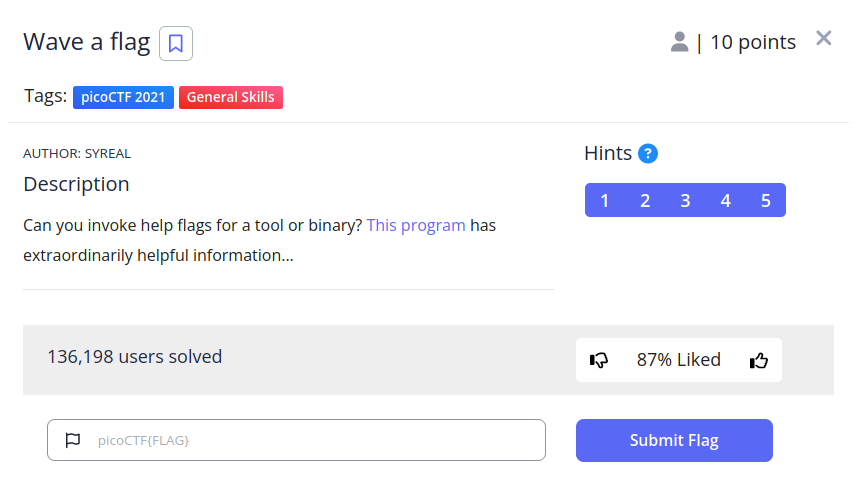 Wave a flag
| 10 points
Tags: picoCTF 2021 General Skills
AUTHOR: SYREAL
Description
Can you invoke help flags for a tool or binary? This program has
extraordinarily helpful information...
Hints ?
1 2 3 4 5
136,198 users solved
87% Liked
picoCTF{FLAG}
Submit Flag